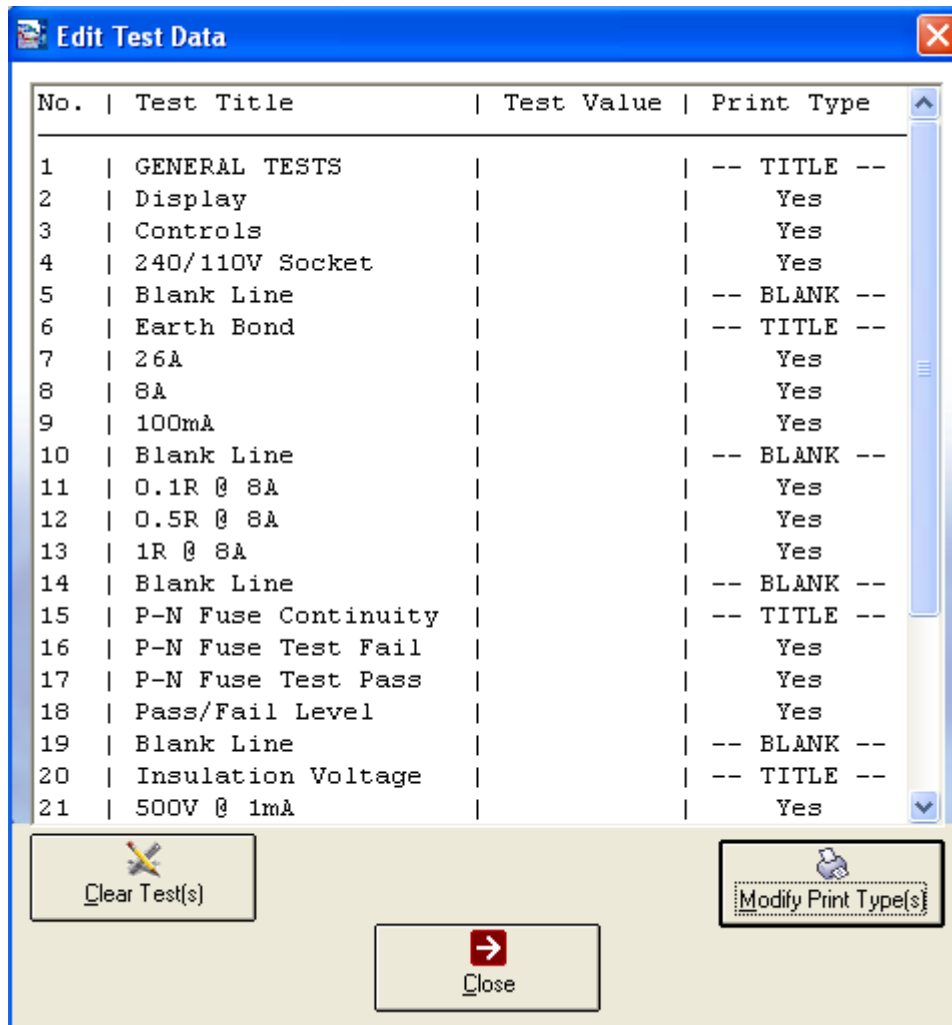 Edit Test Data
No. | Test Title | Test Value | Print Type
1 | GENERAL TESTS | | -- TITLE --
2 | Display | | Yes
3 | Controls | | Yes
4 | 240/110V Socket | | Yes
5 | Blank Line | | -- BLANK --
6 | Earth Bond | | -- TITLE --
7 | 26A | | Yes
8 | 8A | | Yes
9 | 100mA | | Yes
10 | Blank Line | | -- BLANK --
11 | 0.1R @ 8A | | Yes
12 | 0.5R @ 8A | | Yes
13 | 1R @ 8A | | Yes
14 | Blank Line | | -- BLANK --
15 | P-N Fuse Continuity | | -- TITLE --
16 | P-N Fuse Test Fail | | Yes
17 | P-N Fuse Test Pass | | Yes
18 | Pass/Fail Level | | Yes
19 | Blank Line | | -- BLANK --
20 | Insulation Voltage | | -- TITLE --
21 | 500V @ 1mA | | Yes
Clear Test(s)
Modify Print Type(s)
Close